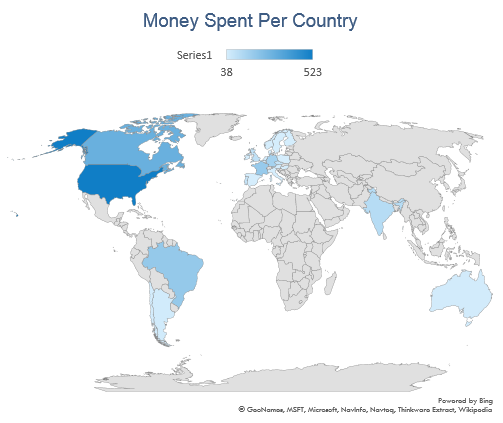 Money Spent Per Country
Series1
38 523
Powered by Bing
© GeoNames, MSFT, Microsoft, NavInfo, Navteq, Thinkware Extract, Wikipedia